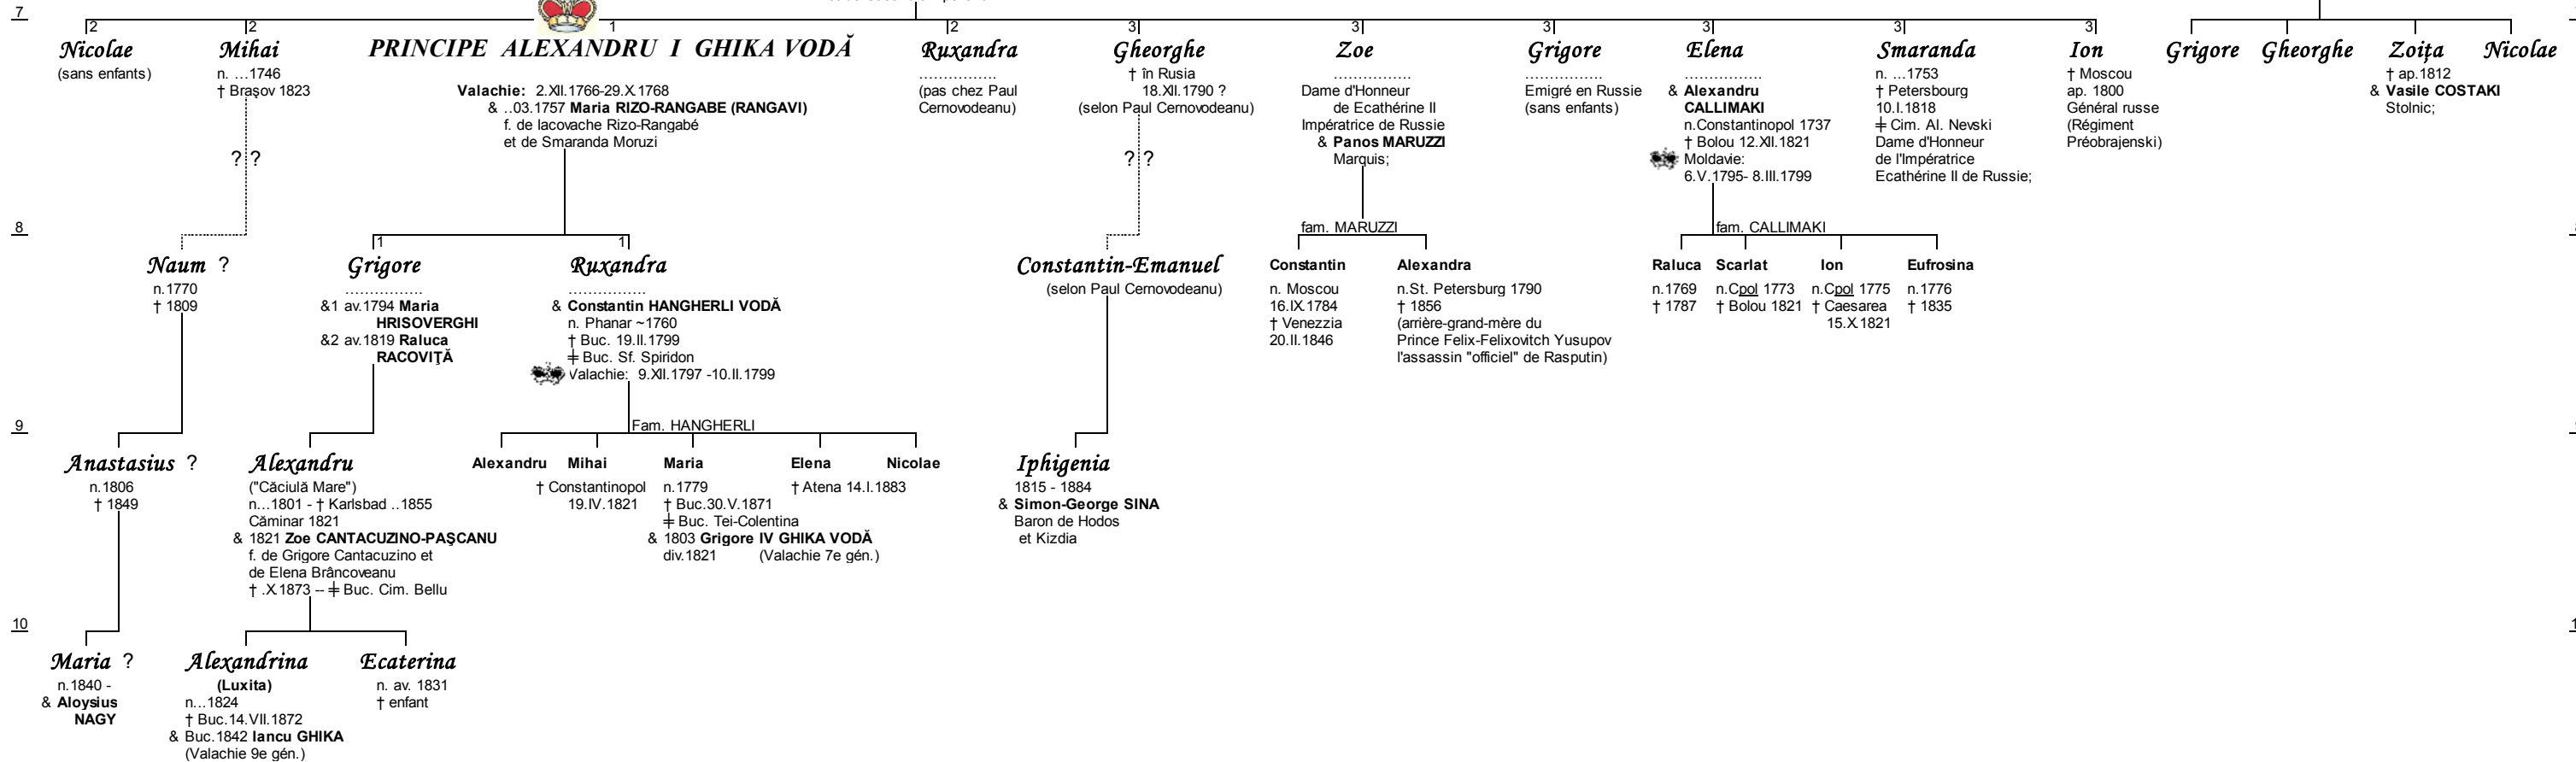 7
2
2
1
2
3
3
3
3
3
3
Nicolae
(sans enfants)
Mihai
n. ...1746
† Braşov 1823
? ?
PRINCIPE ALEXANDRU I GHIKA VODĂ
Valachie: 2.XII.1766-29.X.1768
& ..03.1757 Maria RIZO-RANGABE (RANGAVI)
f. de Iacovache Rizo-Rangabé
et de Smaranda Moruzi
Ruxandra
................
(pas chez Paul
Cernovodeanu)
Gheorghe
† în Rusia
18.XII.1790 ?
(selon Paul Cernovodeanu)
? ?
Zoe
................
Dame d'Honneur
de Ecathérine II
Impératrice de Russie
& Panos MARUZZI
Marquis;
Grigore
................
Emigré en Russie
(sans enfants)
Elena
................
& Alexandru
CALLIMAKI
n.Constantinopol 1737
† Bolou 12.XII.1821
Moldavie:
6.V.1795- 8.III.1799
Smaranda
n. ...1753
† Petersbourg
10.I.1818
╪ Cim. Al. Nevski
Dame d'Honneur
de l'Impératrice
Ecathérine II de Russie;
Ion
† Moscou
ap. 1800
Général russe
(Régiment
Préobrajenski)
Grigore
Gheorghe
Zoiţa
† ap.1812
& Vasile COSTAKI
Stolnic;
Nicolae
8
1
1
Naum ?
n.1770
† 1809
Grigore
................
&1 av.1794 Maria
HRISOVERGHI
&2 av.1819 Raluca
RACOVIŢĂ
Ruxandra
................
& Constantin HANGHERLI VODĂ
n. Phanar ~1760
† Buc. 19.II.1799
╪ Buc. Sf. Spiridon
Valachie: 9.XII.1797 -10.II.1799
Constantin-Emanuel
(selon Paul Cernovodeanu)
fam. MARUZZI
Constantin
n. Moscou
16.IX.1784
† Venezzia
20.II.1846
Alexandra
n.St. Petersburg 1790
† 1856
(arrière-grand-mère du
Prince Felix-Felixovitch Yusupov
l'assassin "officiel" de Rasputin)
fam. CALLIMAKI
Raluca
n.1769
† 1787
Scarlat
n.Cpol 1773
† Bolou 1821
Ion
n.Cpol 1775
† Caesarea
15.X.1821
Eufrosina
n.1776
† 1835
9
Anastasius ?
n.1806
† 1849
Alexandru
("Căciulă Mare")
n...1801 - † Karlsbad ..1855
Căminar 1821
& 1821 Zoe CANTACUZINO-PAŞCANU
f. de Grigore Cantacuzino et
de Elena Brâncoveanu
† .X.1873 -- ╪ Buc. Cim. Bellu
Fam. HANGHERLI
Alexandru
Mihai
† Constantinopol
19.IV.1821
Maria
n.1779
† Buc.30.V.1871
╪ Buc. Tei-Colentina
& 1803 Grigore IV GHIKA VODĂ
div.1821 (Valachie 7e gén.)
Elena
† Atena 14.I.1883
Nicolae
Iphigenia
1815 - 1884
& Simon-George SINA
Baron de Hodos
et Kizdia
10
Maria ?
n.1840 -
& Aloysius
NAGY
Alexandrina
(Luxita)
n...1824
† Buc.14.VII.1872
& Buc.1842 Iancu GHIKA
(Valachie 9e gén.)
Ecaterina
n. av. 1831
† enfant